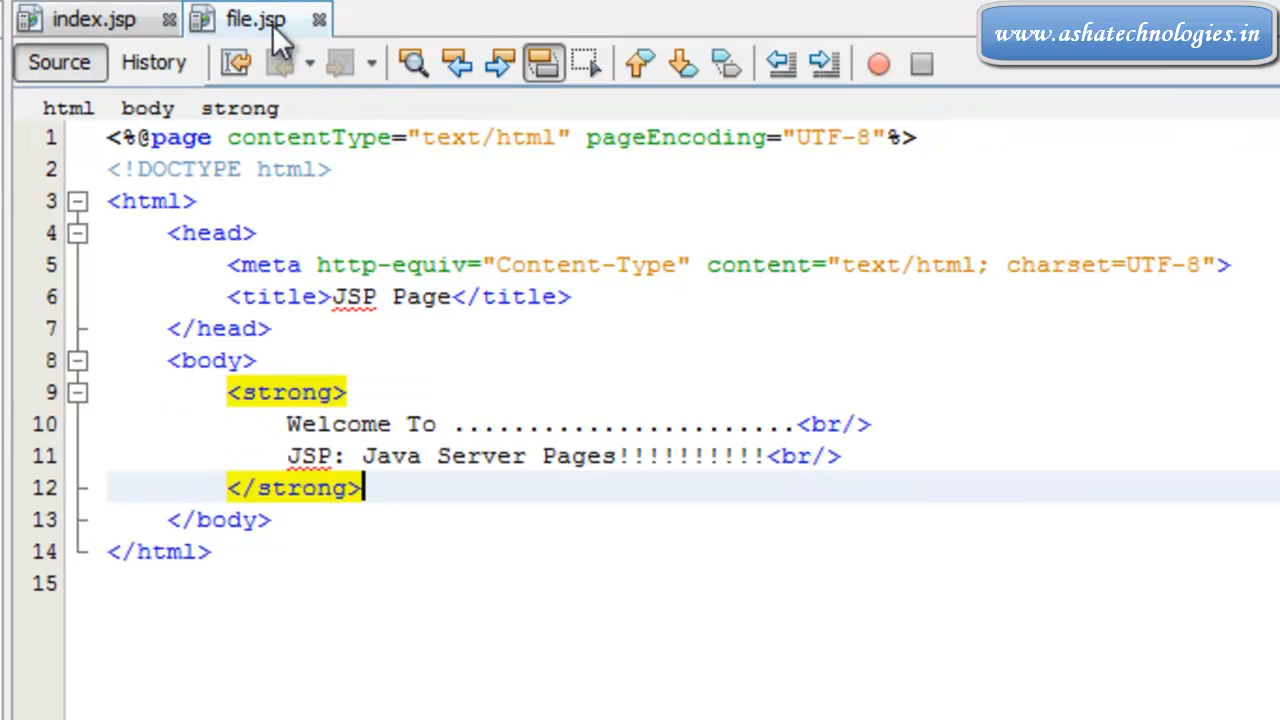 index.jsp file.jsp
www.ashatechnologies.in
Source History
html body strong
1 <%@page contentType="text/html" pageEncoding="UTF-8"%>
2 <!DOCTYPE html>
3 <html>
4 <head>
5 <meta http-equiv="Content-Type" content="text/html; charset=UTF-8">
6 <title>JSP Page</title>
7 </head>
8 <body>
9 <strong>
10 Welcome To .......................<br/>
11 JSP: Java Server Pages!!!!!!!!!!<br/>
12 </strong>
13 </body>
14 </html>
15